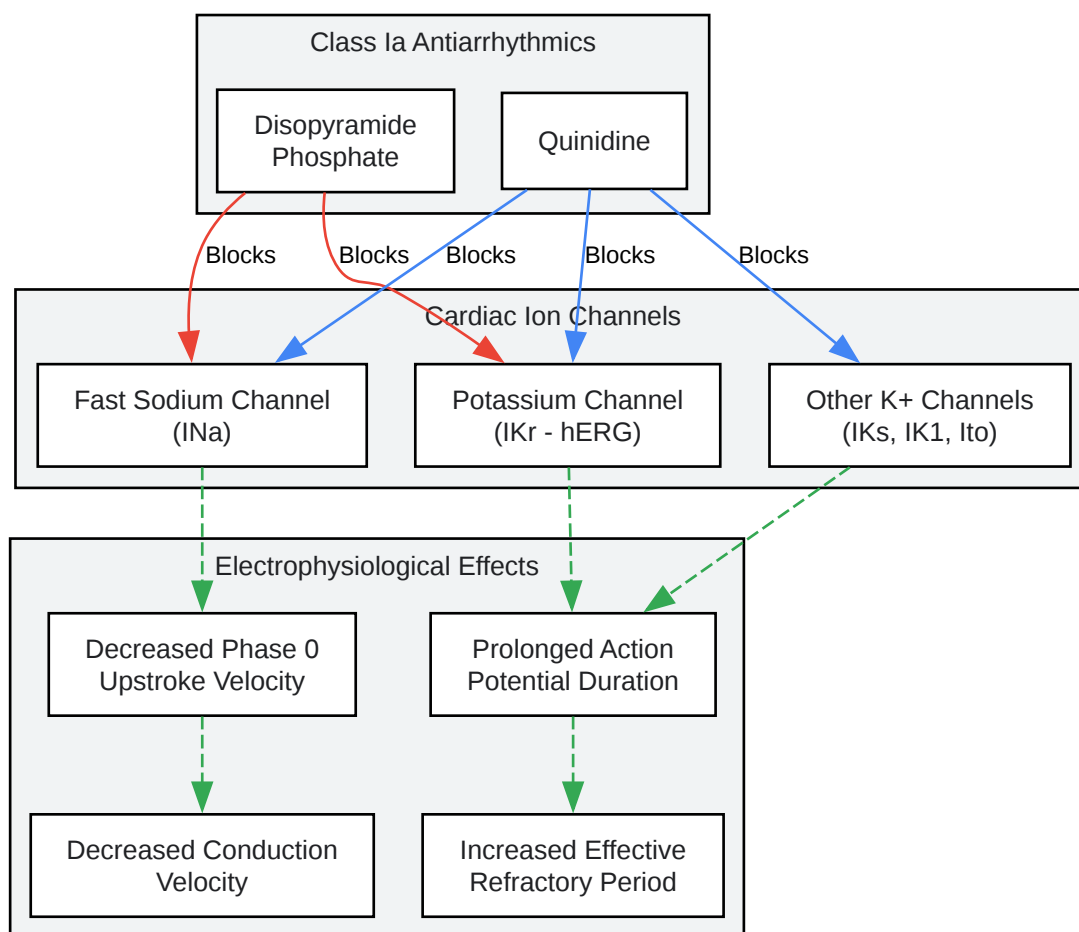 Class Ia Antiarrhythmics
Disopyramide
Phosphate
Quinidine
Blocks
Blocks
Blocks
Blocks
Blocks
Cardiac Ion Channels
Fast Sodium Channel
(INa)
Potassium Channel
(IKr - hERG)
Other K+ Channels
(IKs, IK1, Ito)
Electrophysiological Effects
Decreased Phase 0
Upstroke Velocity
Prolonged Action
Potential Duration
Decreased Conduction
Velocity
Increased Effective
Refractory Period